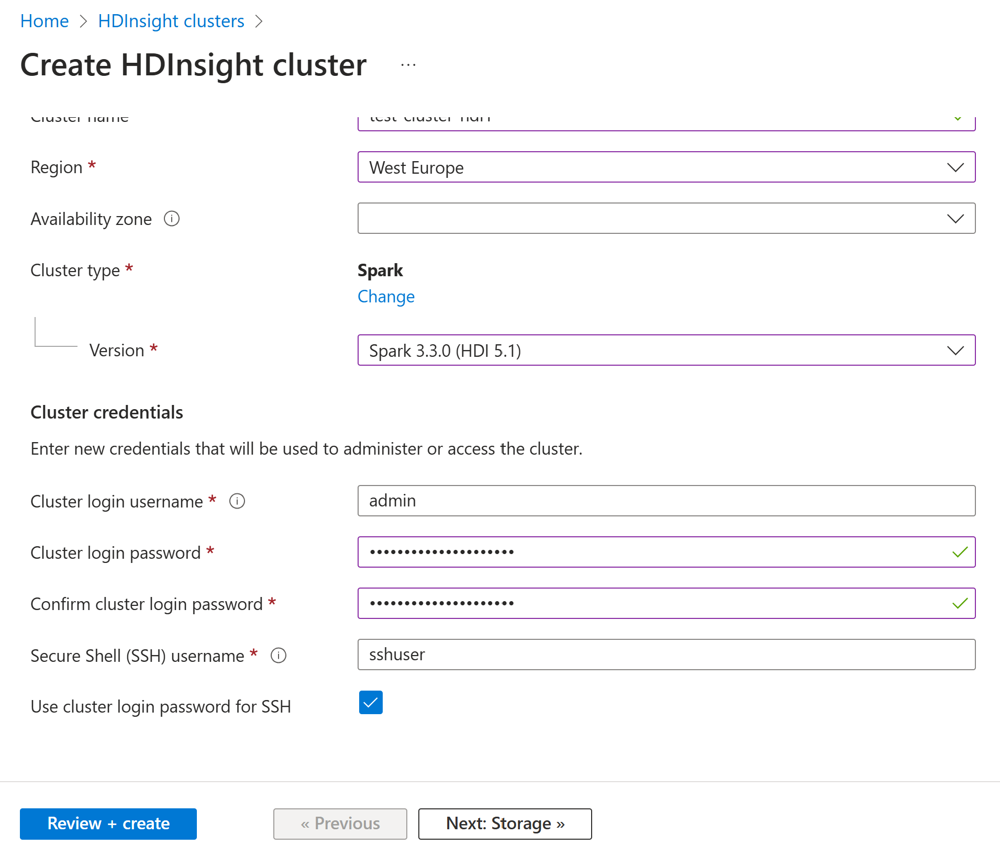 Home > HDInsight clusters >
Create HDInsight cluster ...
Cluster name
Region * West Europe
Availability zone
Cluster type * Spark
Change
Version * Spark 3.3.0 (HDI 5.1)
Cluster credentials
Enter new credentials that will be used to administer or access the cluster.
Cluster login username * admin
Cluster login password * •••••••••••••••••••••
Confirm cluster login password * •••••••••••••••••••••
Secure Shell (SSH) username * sshuser
Use cluster login password for SSH
Review + create « Previous Next: Storage »